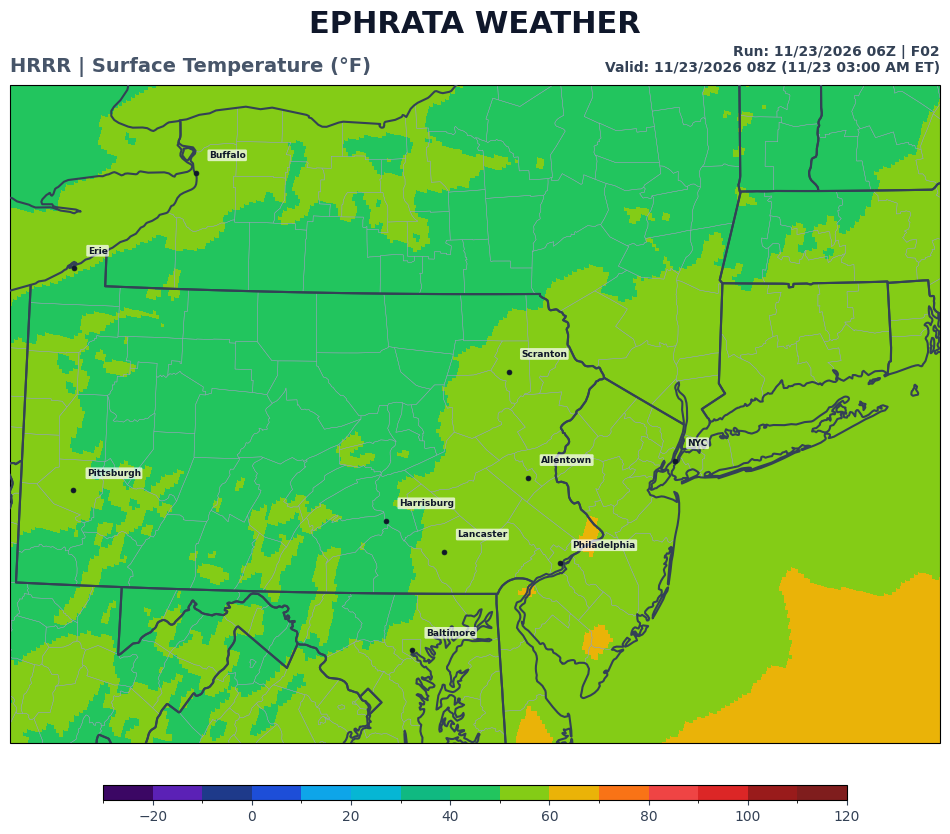 EPHRATA WEATHER
HRRR | Surface Temperature (°F)
Run: 11/23/2026 06Z | F02
Valid: 11/23/2026 08Z (11/23 03:00 AM ET)
Buffalo
Erie
Scranton
NYC
Allentown
Pittsburgh
Harrisburg
Lancaster
Philadelphia
Baltimore
−20 0 20 40 60 80 100 120